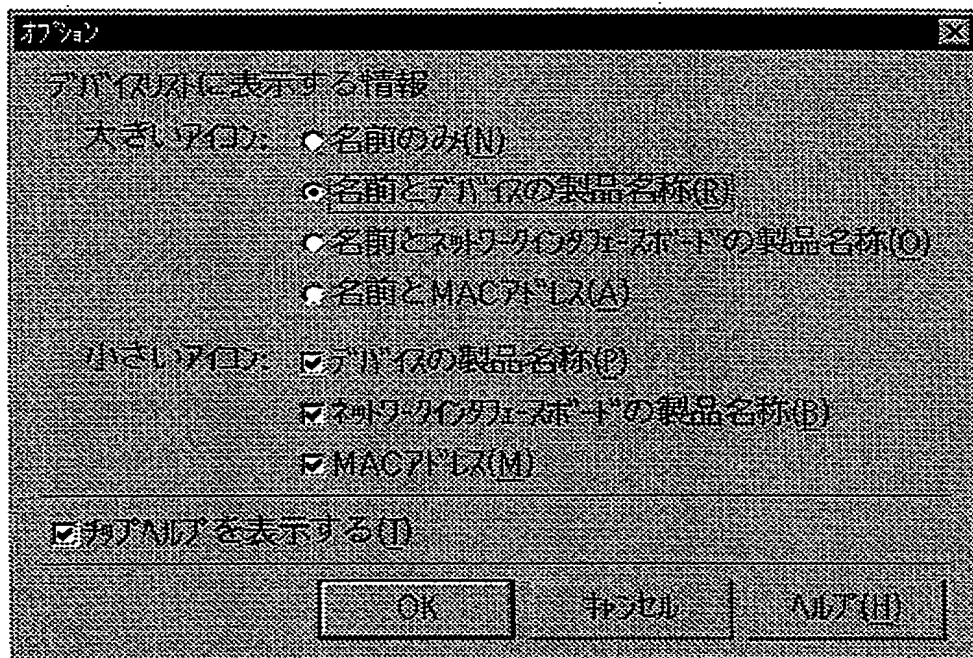 オプション
デバイスリストに表示する情報
大きいアイコン: 名前のみ(N)
名前とデバイスの製品名称(R)
名前とネットワークインタフェースボードの製品名称(O)
名前とMACアドレス(A)
小さいアイコン: デバイスの製品名称(P)
ネットワークインタフェースボードの製品名称(B)
MACアドレス(M)
チップヘルプを表示する(T)
OK キャンセル ヘルプ(H)